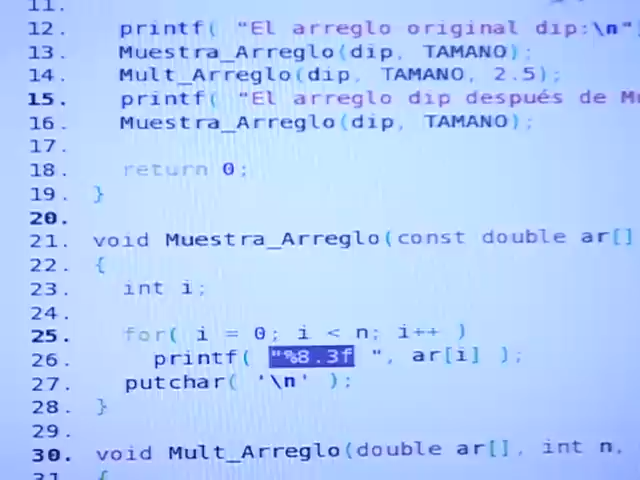 11.
12. printf( "El arreglo original dip:\n"
13. Muestra_Arreglo(dip, TAMANO);
14. Mult_Arreglo(dip, TAMANO, 2.5);
15. printf( "El arreglo dip después de Mu
16. Muestra_Arreglo(dip, TAMANO);
17.
18. return 0;
19. }
20.
21. void Muestra_Arreglo(const double ar[]
22. {
23. int i;
24.
25. for( i = 0; i < n; i++ )
26. printf( "%8.3f ", ar[i] );
27. putchar( '\n' );
28. }
29.
30. void Mult_Arreglo(double ar[], int n,
31. {